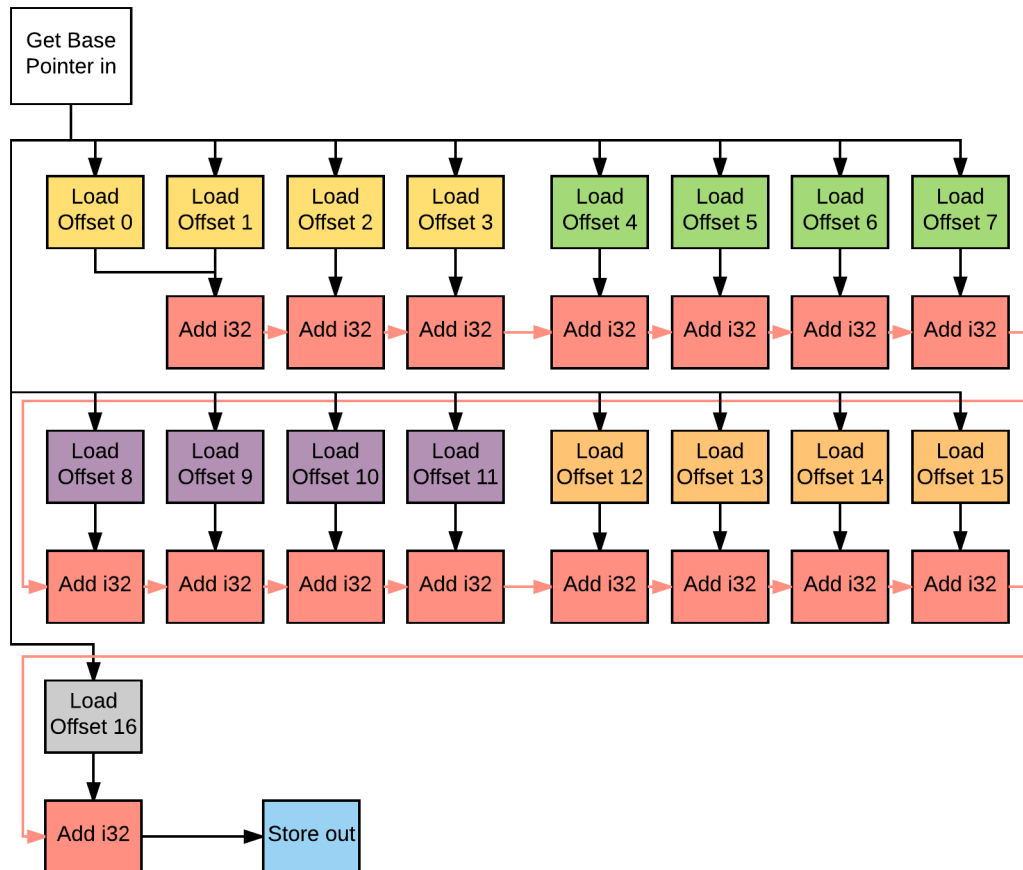 Get Base
Pointer in
Load
Offset 0
Load
Offset 1
Load
Offset 2
Load
Offset 3
Load
Offset 4
Load
Offset 5
Load
Offset 6
Load
Offset 7
Add i32
Add i32
Add i32
Add i32
Add i32
Add i32
Add i32
Load
Offset 8
Load
Offset 9
Load
Offset 10
Load
Offset 11
Load
Offset 12
Load
Offset 13
Load
Offset 14
Load
Offset 15
Add i32
Add i32
Add i32
Add i32
Add i32
Add i32
Add i32
Add i32
Load
Offset 16
Add i32
Store out